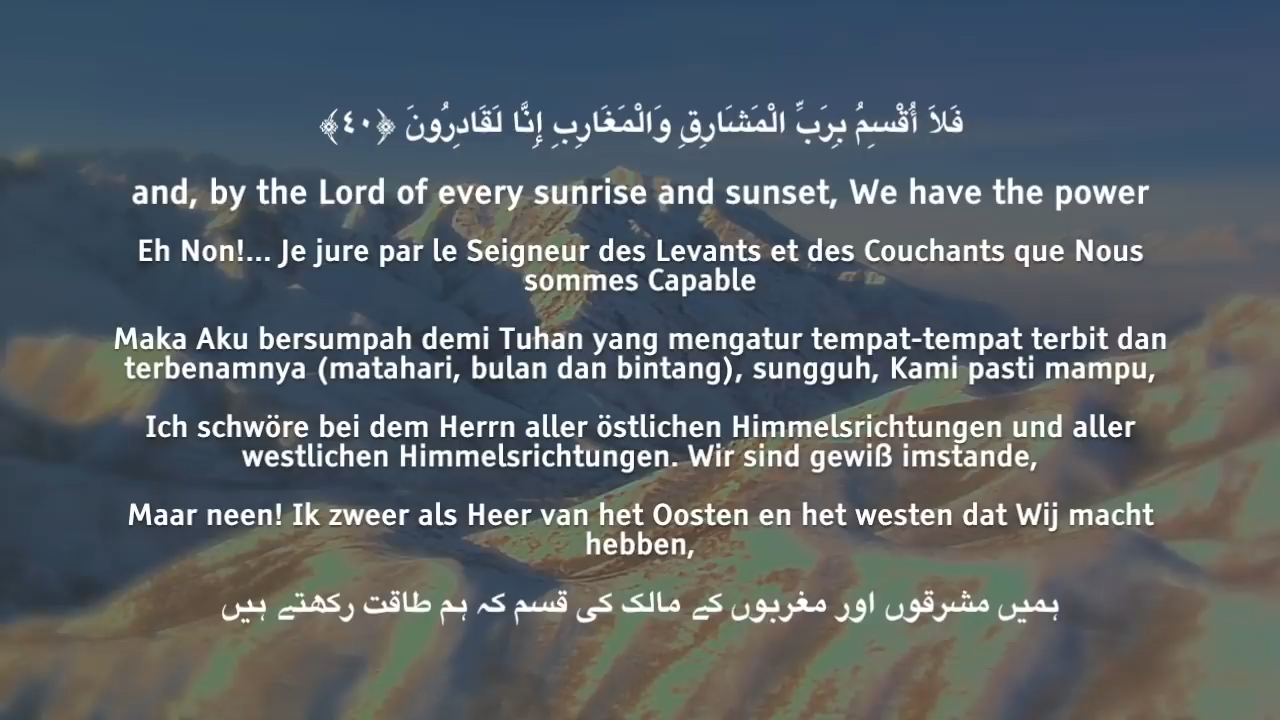 فَلاَ أُقْسِمُ بِرَبِّ الْمَشَارِقِ وَالْمَغَارِبِ إِنَّا لَقَادِرُونَ ﴿٤٠﴾
and, by the Lord of every sunrise and sunset, We have the power
Eh Non!... Je jure par le Seigneur des Levants et des Couchants que Nous
sommes Capable
Maka Aku bersumpah demi Tuhan yang mengatur tempat-tempat terbit dan
terbenamnya (matahari, bulan dan bintang), sungguh, Kami pasti mampu,
Ich schwöre bei dem Herrn aller östlichen Himmelsrichtungen und aller
westlichen Himmelsrichtungen. Wir sind gewiß imstande,
Maar neen! Ik zweer als Heer van het Oosten en het westen dat Wij macht
hebben,
ہمیں مشرقوں اور مغربوں کے مالک کی قسم کہ ہم طاقت رکھتے ہیں